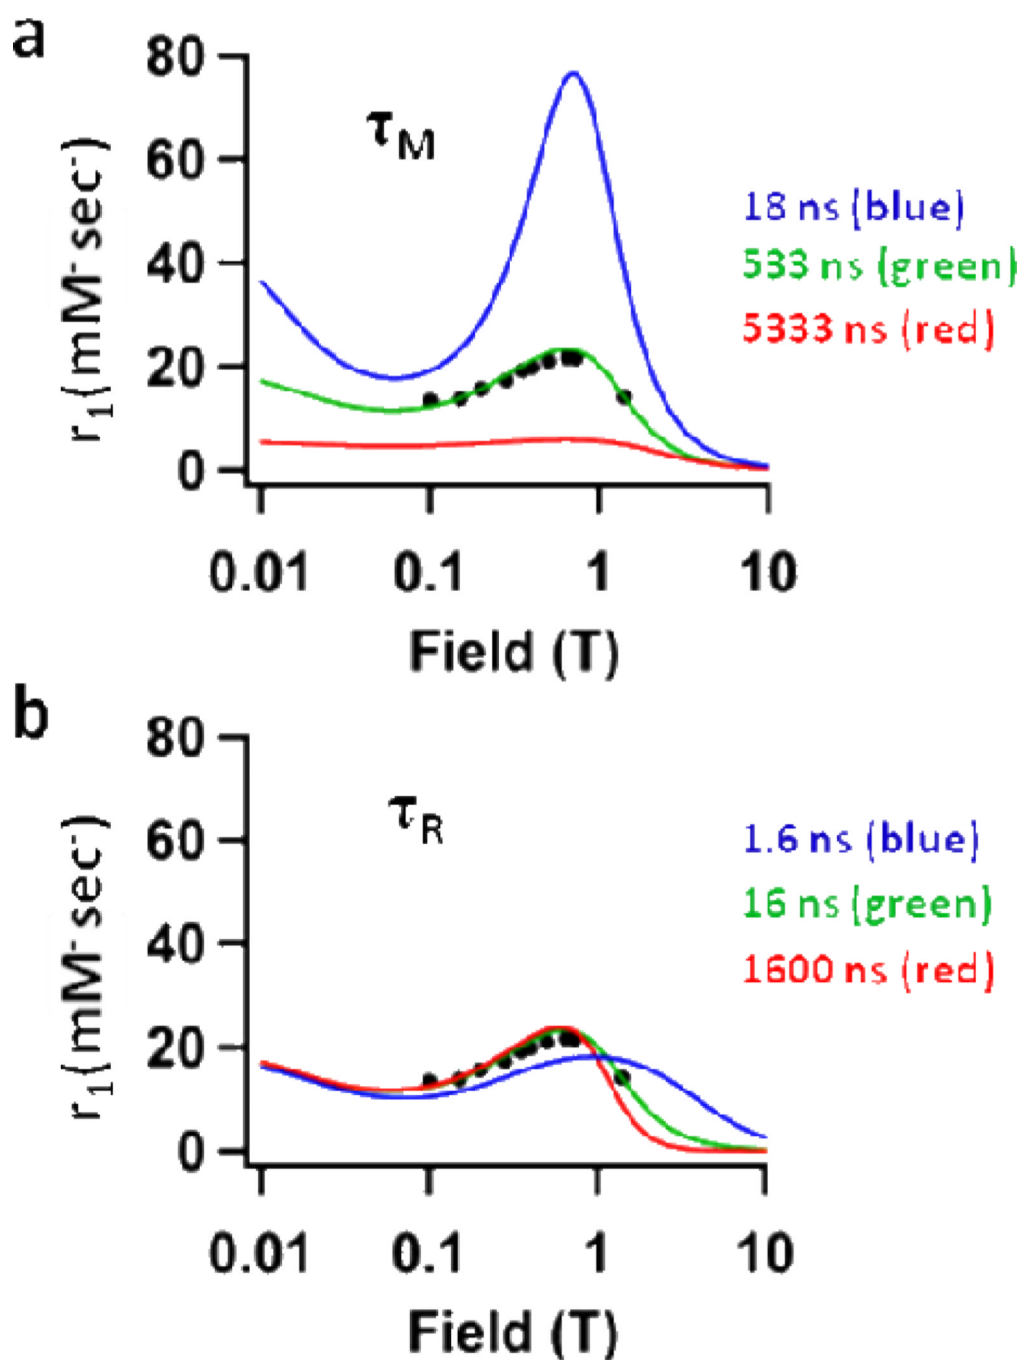 a
80
60
40
20
0
r₁(mM⁻sec⁻)
τM
18 ns (blue)
533 ns (green)
5333 ns (red)
0.01 0.1 1 10
Field (T)
b
80
60
40
20
0
r₁(mM⁻sec⁻)
τR
1.6 ns (blue)
16 ns (green)
1600 ns (red)
0.01 0.1 1 10
Field (T)